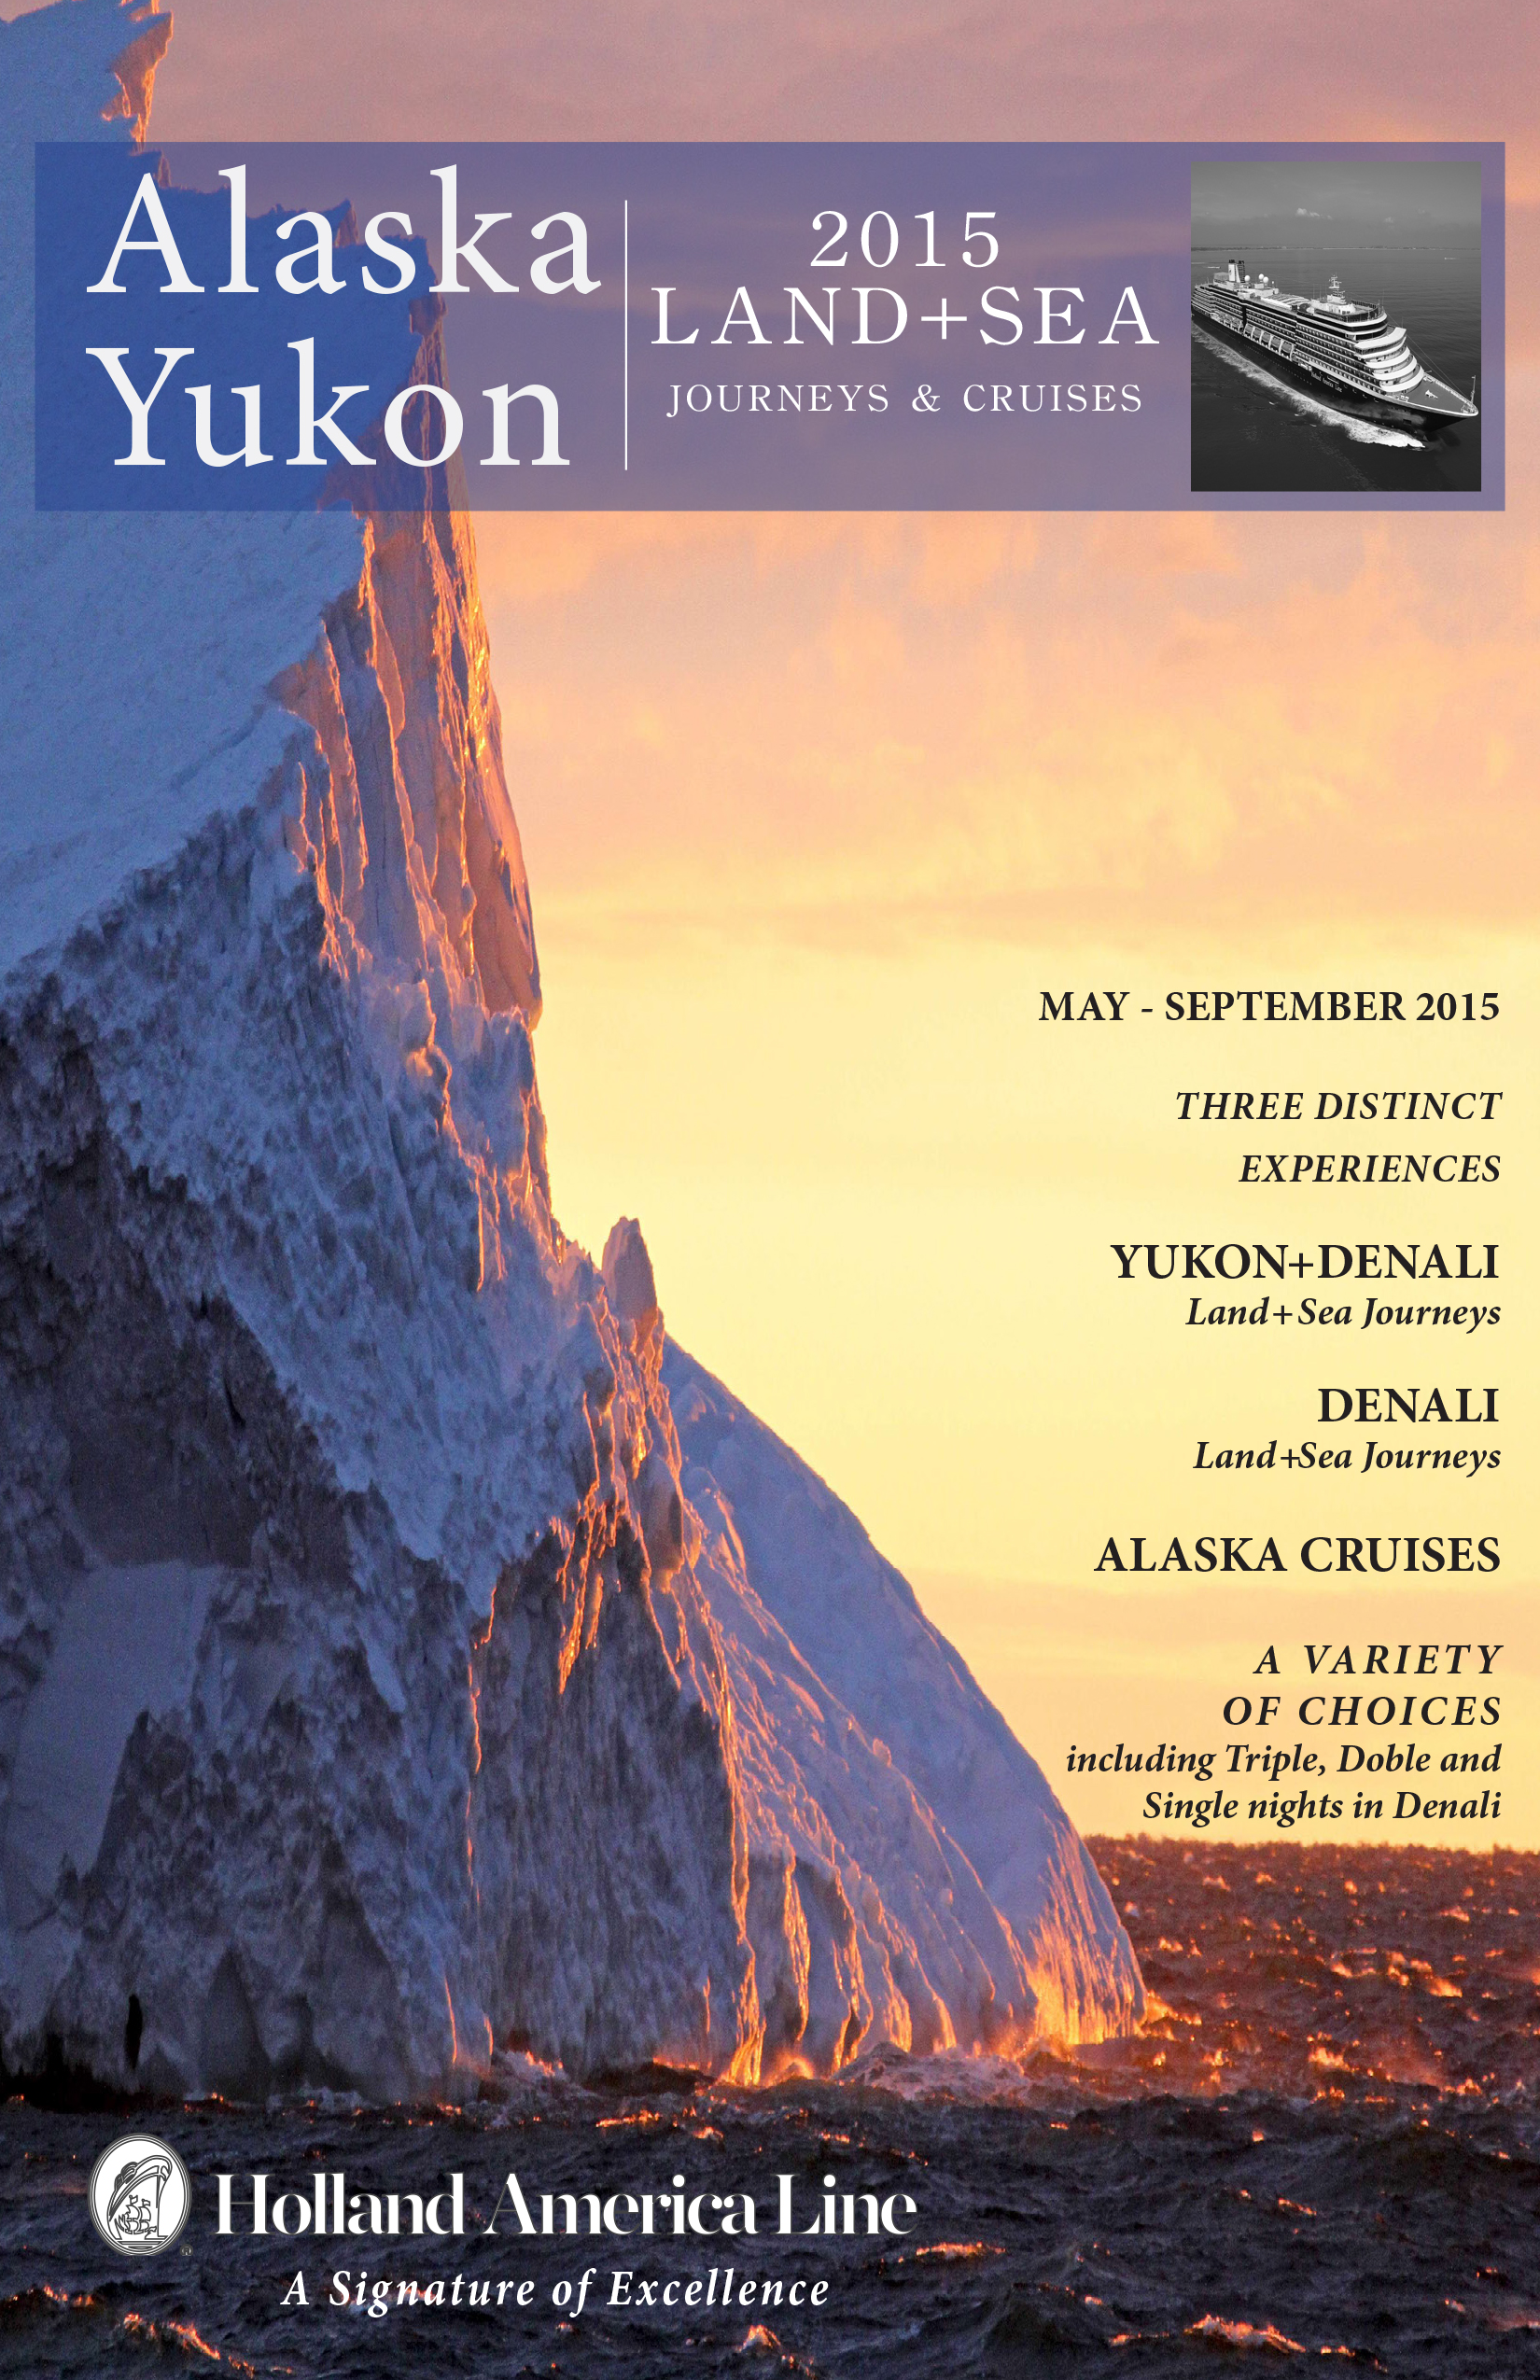 Alaska
Yukon
2015
LAND+SEA
JOURNEYS & CRUISES
MAY - SEPTEMBER 2015
THREE DISTINCT
EXPERIENCES
YUKON+DENALI
Land+Sea Journeys
DENALI
Land+Sea Journeys
ALASKA CRUISES
A VARIETY
OF CHOICES
including Triple, Doble and
Single nights in Denali
Holland America Line
®
A Signature of Excellence